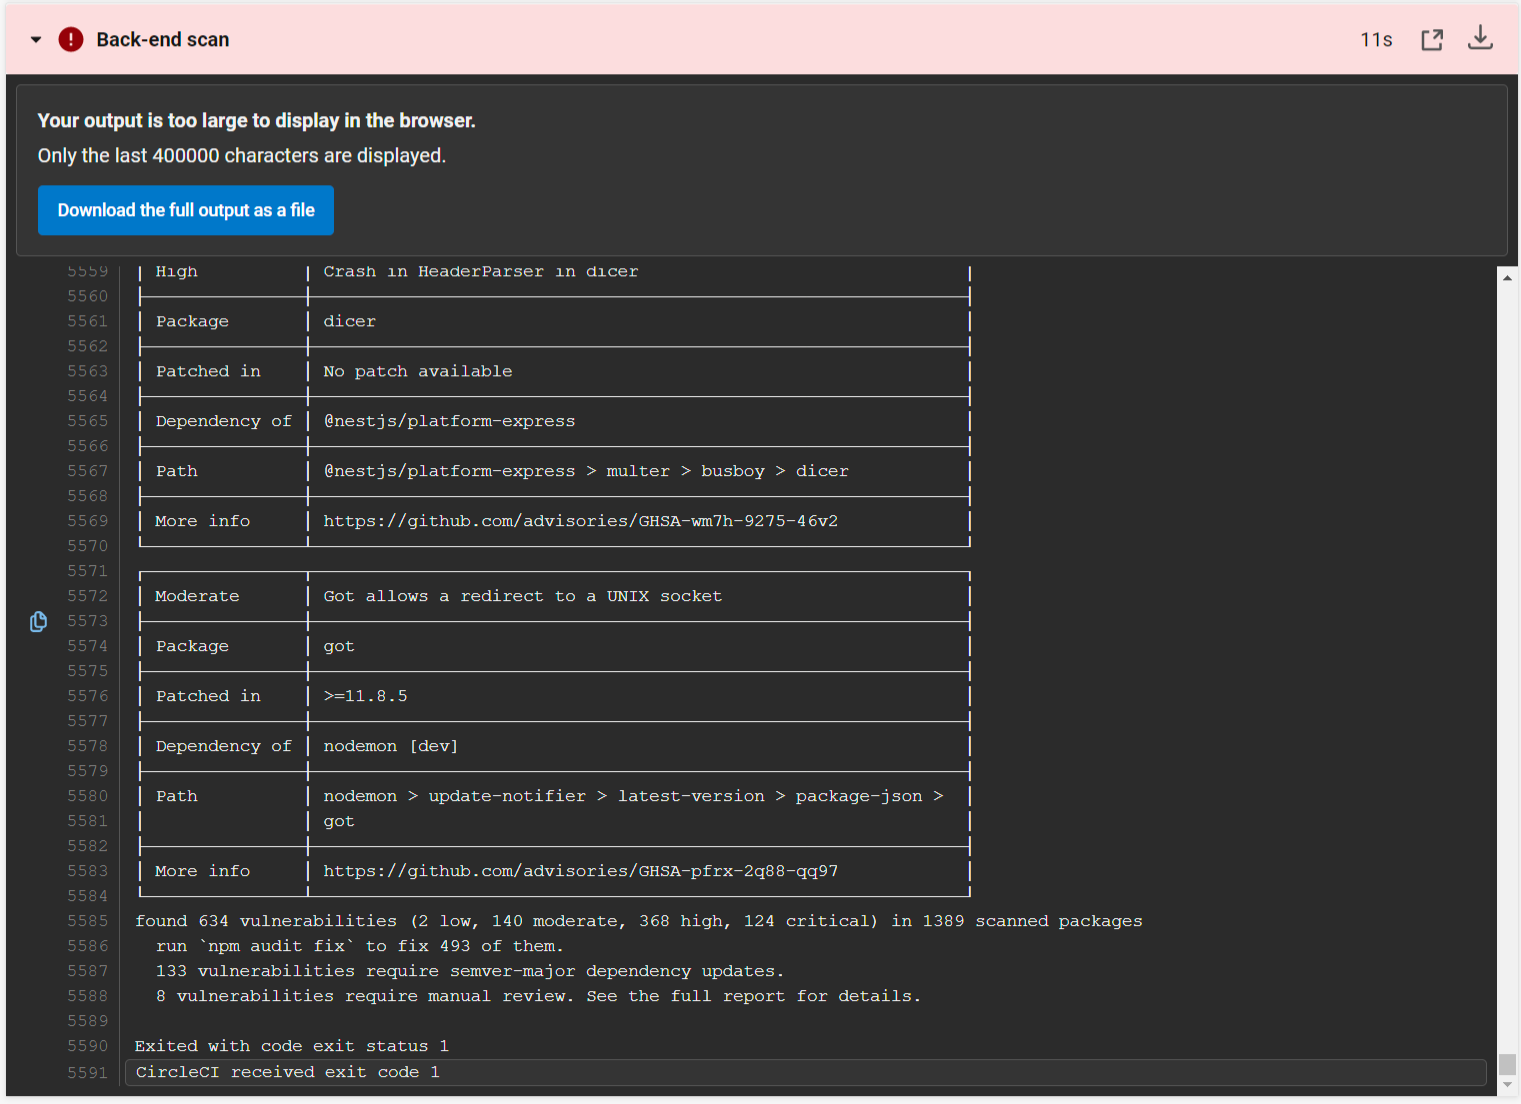 Back-end scan 11s
Your output is too large to display in the browser.
Only the last 400000 characters are displayed.
Download the full output as a file
5559 | High | Crash in HeaderParser in dicer |
5560
5561 | Package | dicer |
5562
5563 | Patched in | No patch available |
5564
5565 | Dependency of | @nestjs/platform-express |
5566
5567 | Path | @nestjs/platform-express > multer > busboy > dicer |
5568
5569 | More info | https://github.com/advisories/GHSA-wm7h-9275-46v2 |
5570
5571
5572 | Moderate | Got allows a redirect to a UNIX socket |
5573
5574 | Package | got |
5575
5576 | Patched in | >=11.8.5 |
5577
5578 | Dependency of | nodemon [dev] |
5579
5580 | Path | nodemon > update-notifier > latest-version > package-json > |
5581 | | got |
5582
5583 | More info | https://github.com/advisories/GHSA-pfrx-2q88-qq97 |
5584
5585 found 634 vulnerabilities (2 low, 140 moderate, 368 high, 124 critical) in 1389 scanned packages
5586 run `npm audit fix` to fix 493 of them.
5587 133 vulnerabilities require semver-major dependency updates.
5588 8 vulnerabilities require manual review. See the full report for details.
5589
5590 Exited with code exit status 1
5591 CircleCI received exit code 1